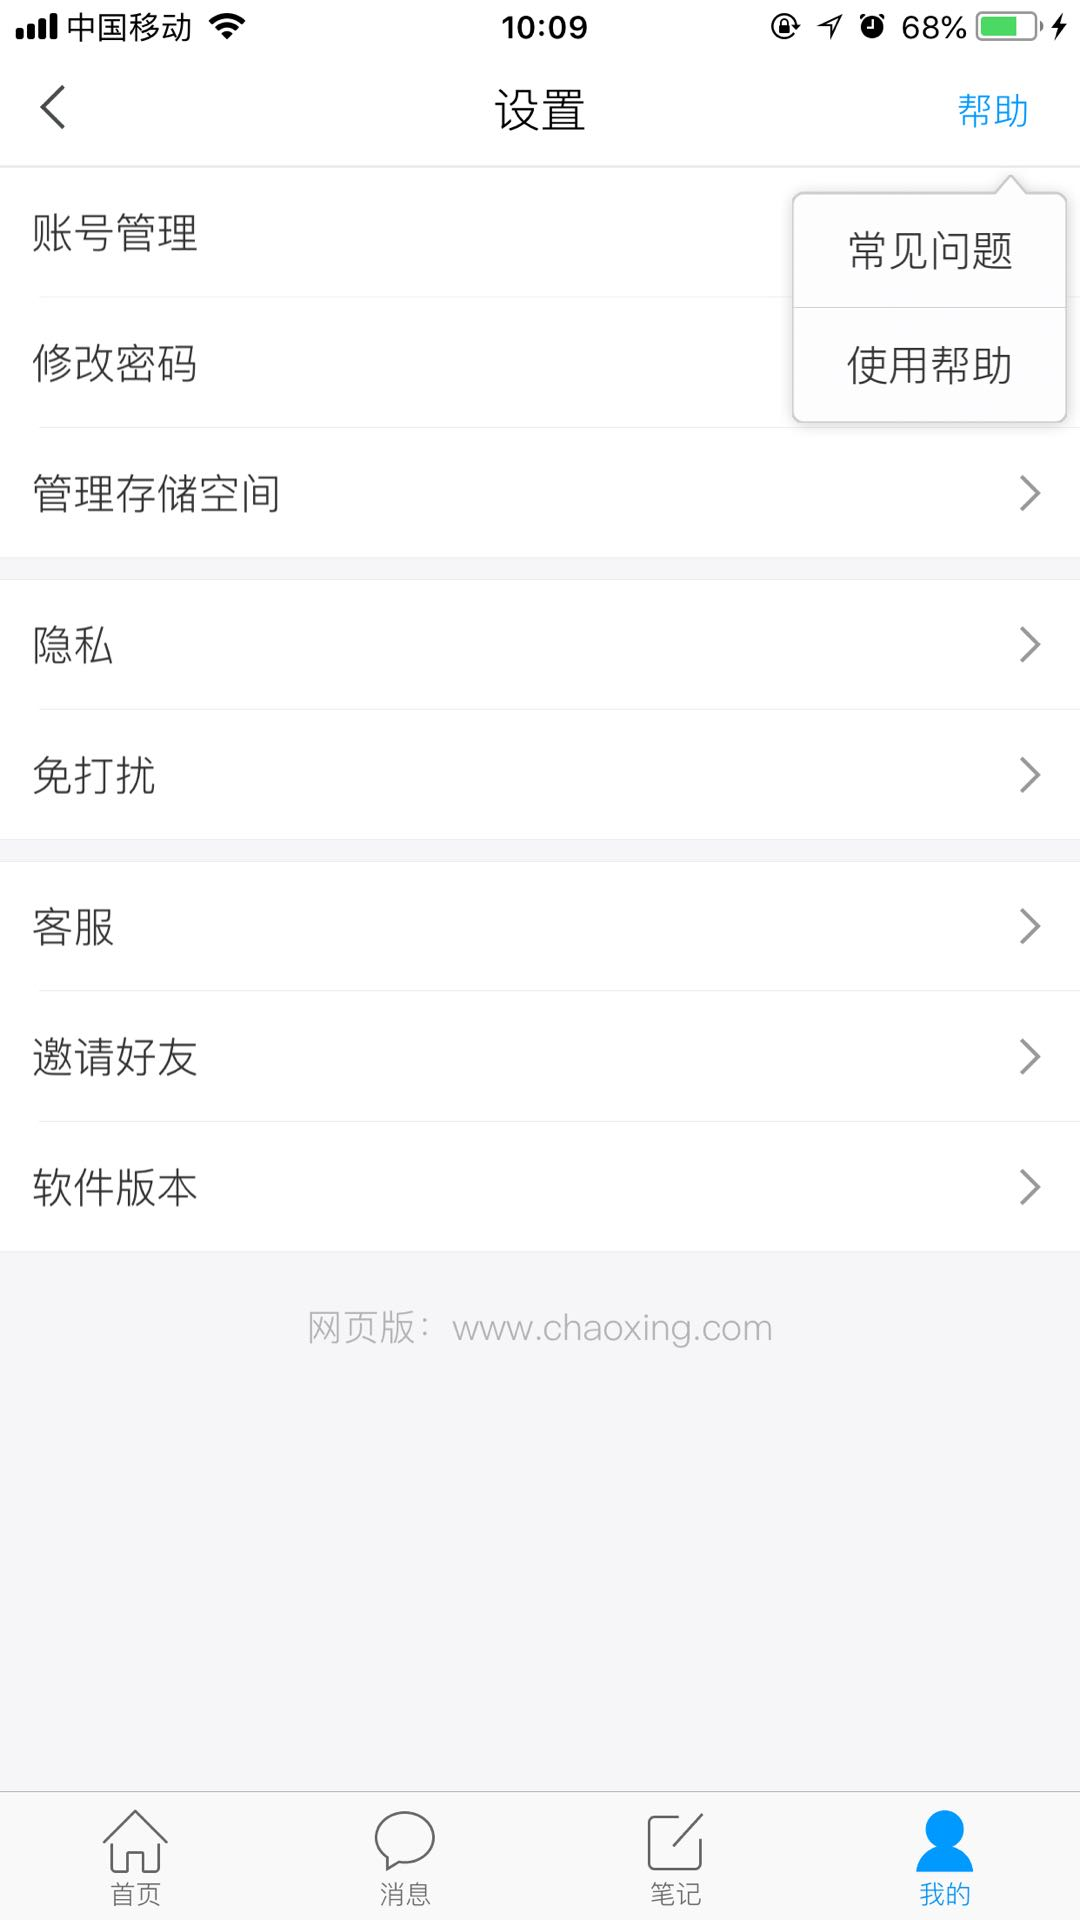 中国移动 10:09 68%
设置 帮助
账号管理
常见问题
修改密码
使用帮助
管理存储空间
隐私
免打扰
客服
邀请好友
软件版本
网页版：www.chaoxing.com
首页 消息 笔记 我的